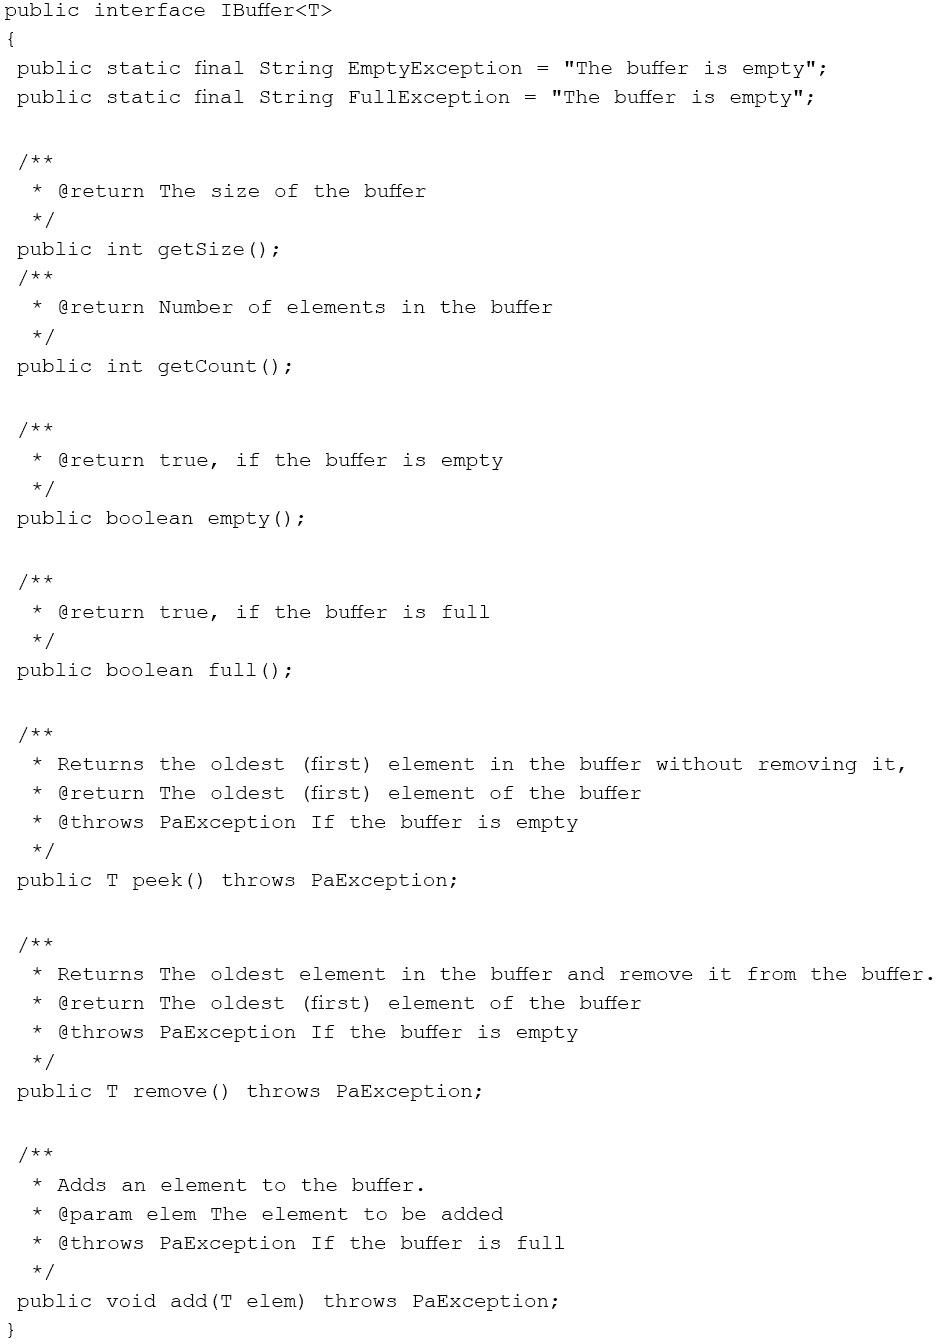 public interface IBuffer<T>
{
public static final String EmptyException = "The buffer is empty";
public static final String FullException = "The buffer is empty";
/**
* @return The size of the buffer
*/
public int getSize();
/**
* @return Number of elements in the buffer
*/
public int getCount();
/**
* @return true, if the buffer is empty
*/
public boolean empty();
/**
* @return true, if the buffer is full
*/
public boolean full();
/**
* Returns the oldest (first) element in the buffer without removing it,
* @return The oldest (first) element of the buffer
* @throws PaException If the buffer is empty
*/
public T peek() throws PaException;
/**
* Returns The oldest element in the buffer and remove it from the buffer.
* @return The oldest (first) element of the buffer
* @throws PaException If the buffer is empty
*/
public T remove() throws PaException;
/**
* Adds an element to the buffer.
* @param elem The element to be added
* @throws PaException If the buffer is full
*/
public void add(T elem) throws PaException;
}